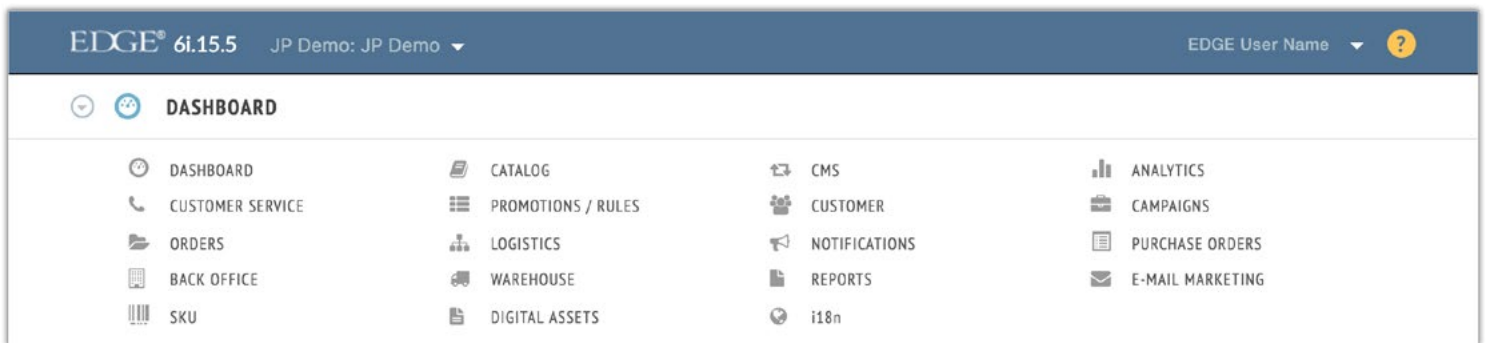 EDGE® 6i.15.5 JP Demo: JP Demo EDGE User Name ?
DASHBOARD
DASHBOARD CATALOG CMS ANALYTICS
CUSTOMER SERVICE PROMOTIONS / RULES CUSTOMER CAMPAIGNS
ORDERS LOGISTICS NOTIFICATIONS PURCHASE ORDERS
BACK OFFICE WAREHOUSE REPORTS E-MAIL MARKETING
SKU DIGITAL ASSETS i18n